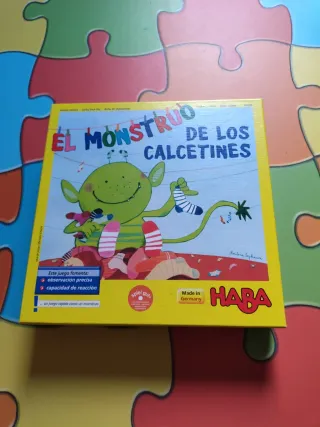 EL MONSTRUO
DE LOS
CALCETINES
Este juego fomenta:
observación precisa
capacidad de reacción
Made in
Germany
HABA